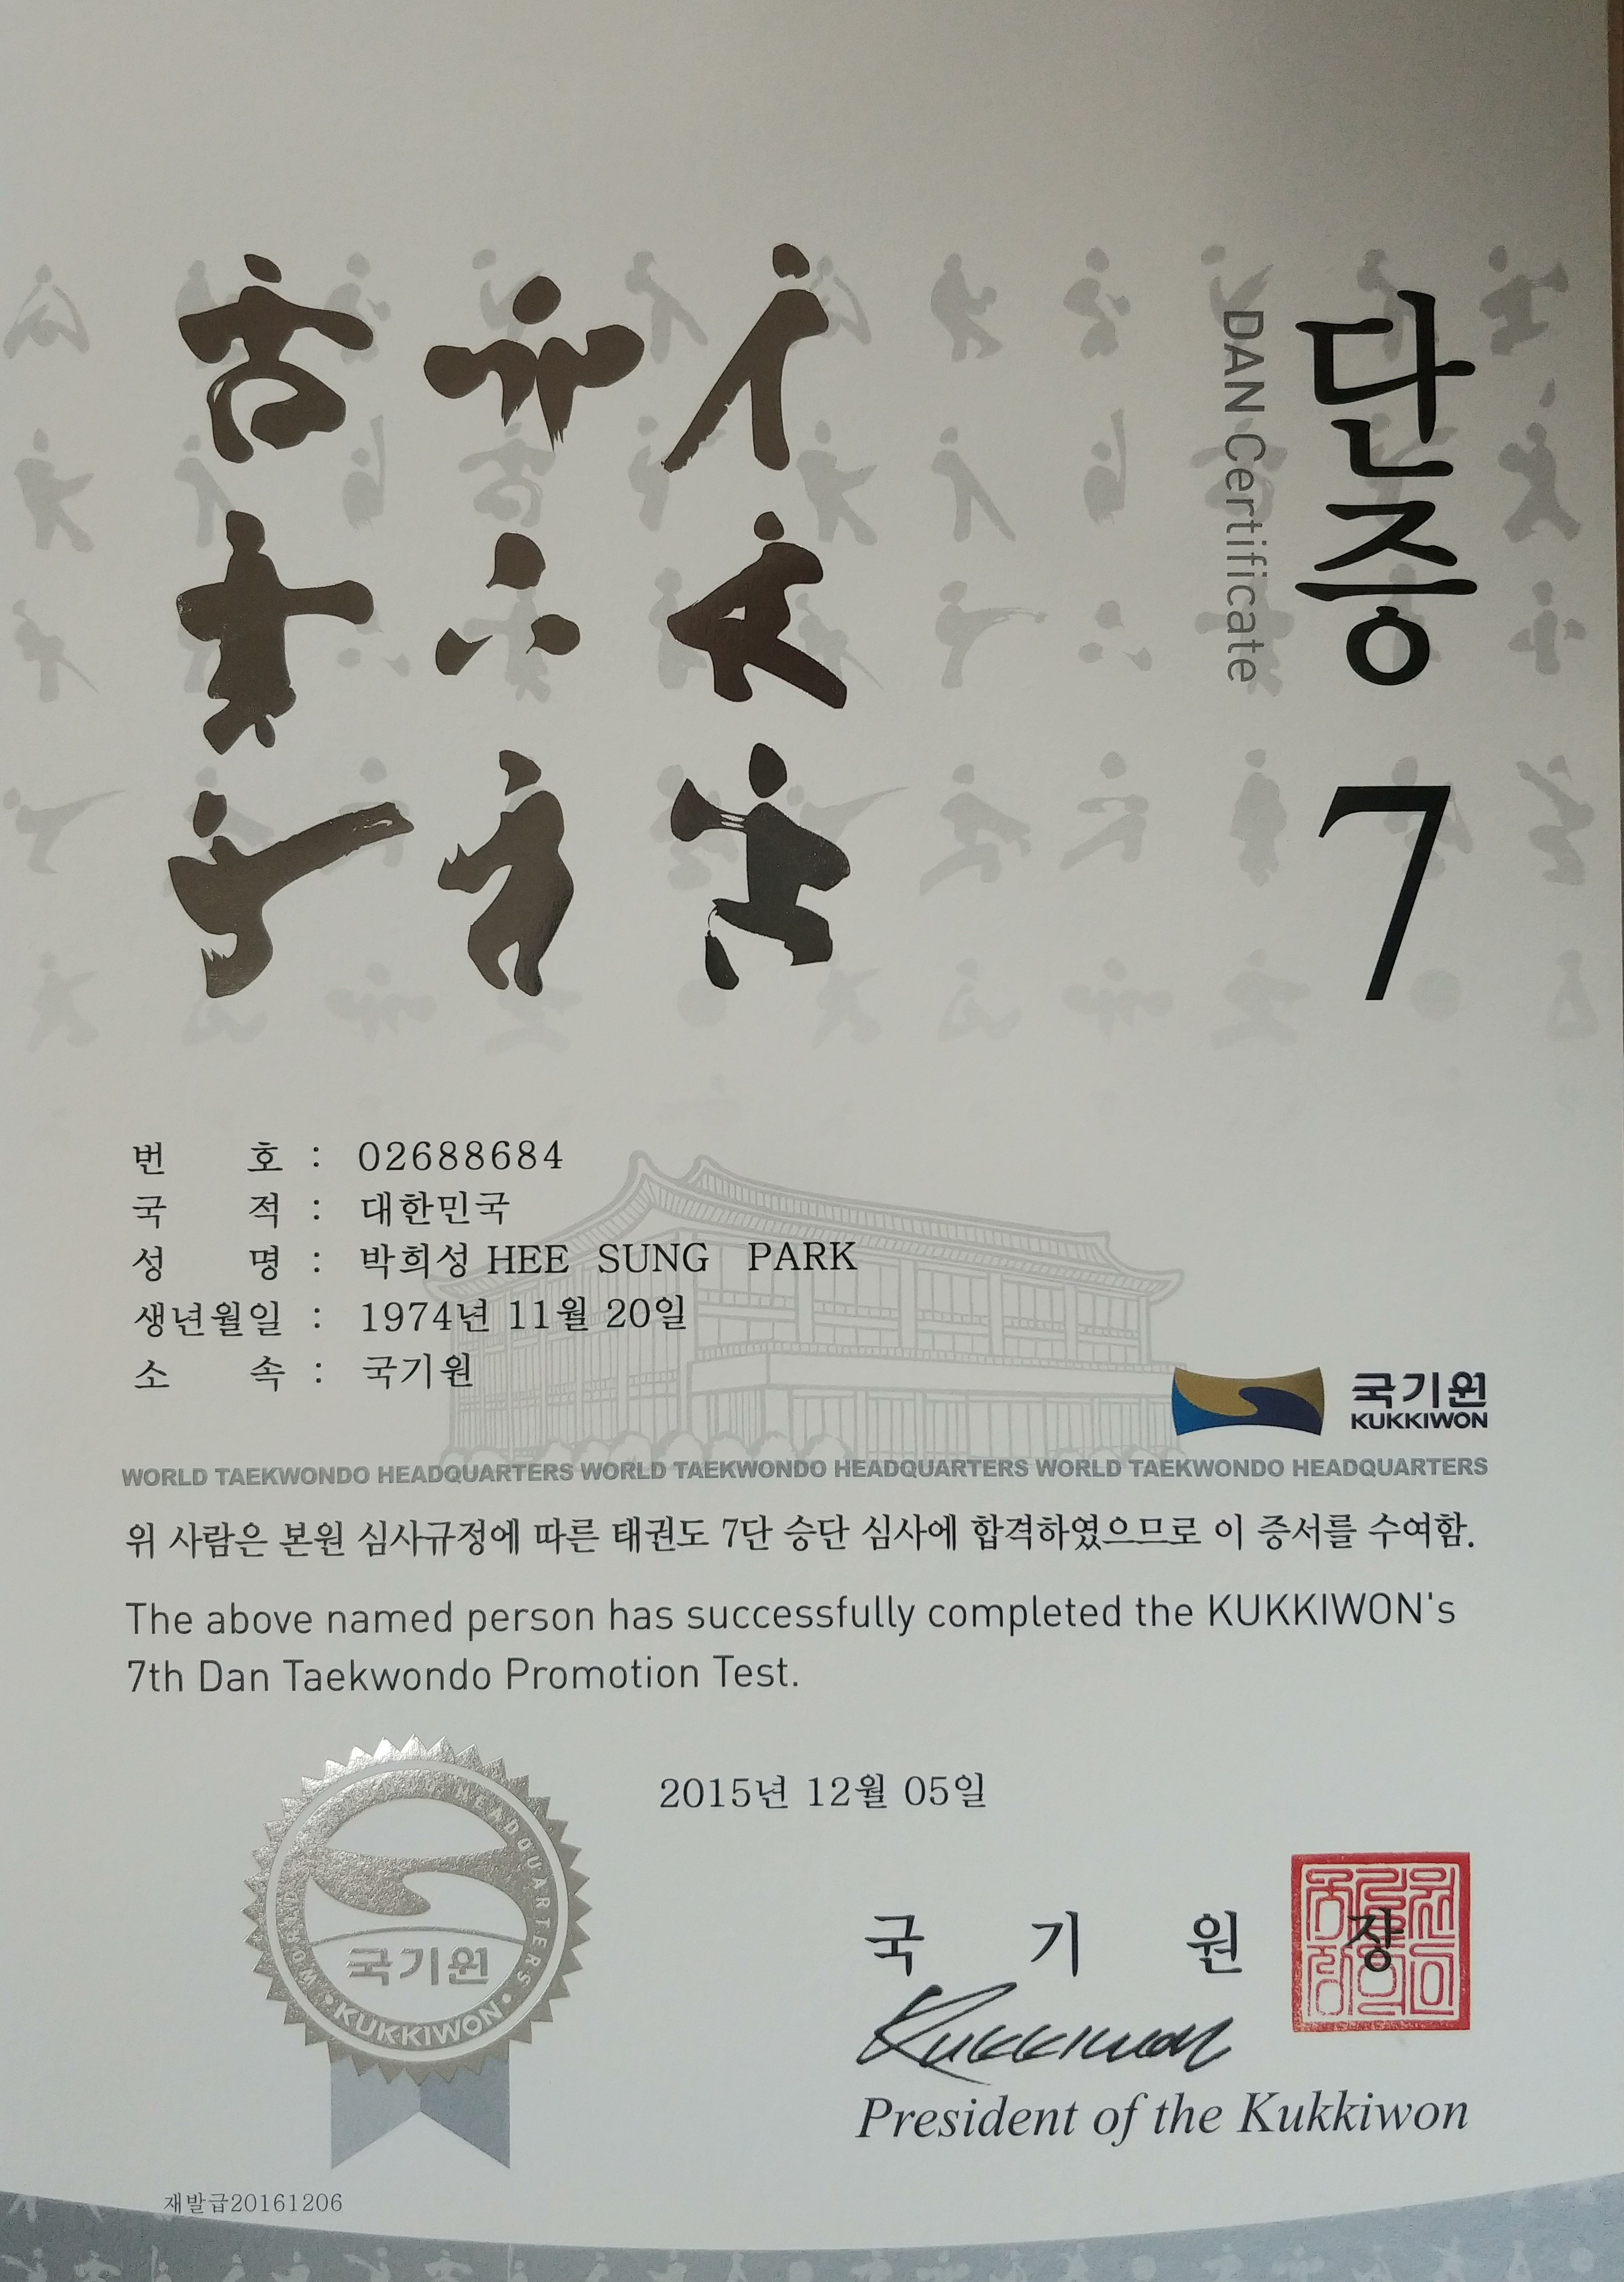 단증 7
DAN Certificate
번 호 : 02688684
국 적 : 대한민국
성 명 : 박희성 HEE SUNG PARK
생년월일 : 1974년 11월 20일
소 속 : 국기원
국기원
KUKKIWON
WORLD TAEKWONDO HEADQUARTERS WORLD TAEKWONDO HEADQUARTERS WORLD TAEKWONDO HEADQUARTERS
위 사람은 본원 심사규정에 따른 태권도 7단 승단 심사에 합격하였으므로 이 증서를 수여함.
The above named person has successfully completed the KUKKIWON's
7th Dan Taekwondo Promotion Test.
2015년 12월 05일
국기원
KUKKIWON
국 기 원 장
Kukkiwon
President of the Kukkiwon
재발급20161206